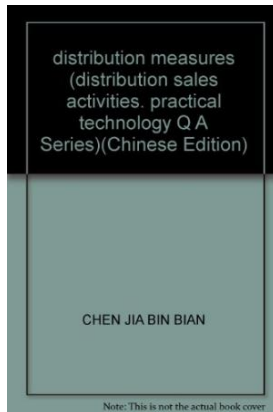 distribution measures
(distribution sales
activities. practical
technology Q A
Series)(Chinese Edition)
CHEN JIA BIN BIAN
Note: This is not the actual book cover